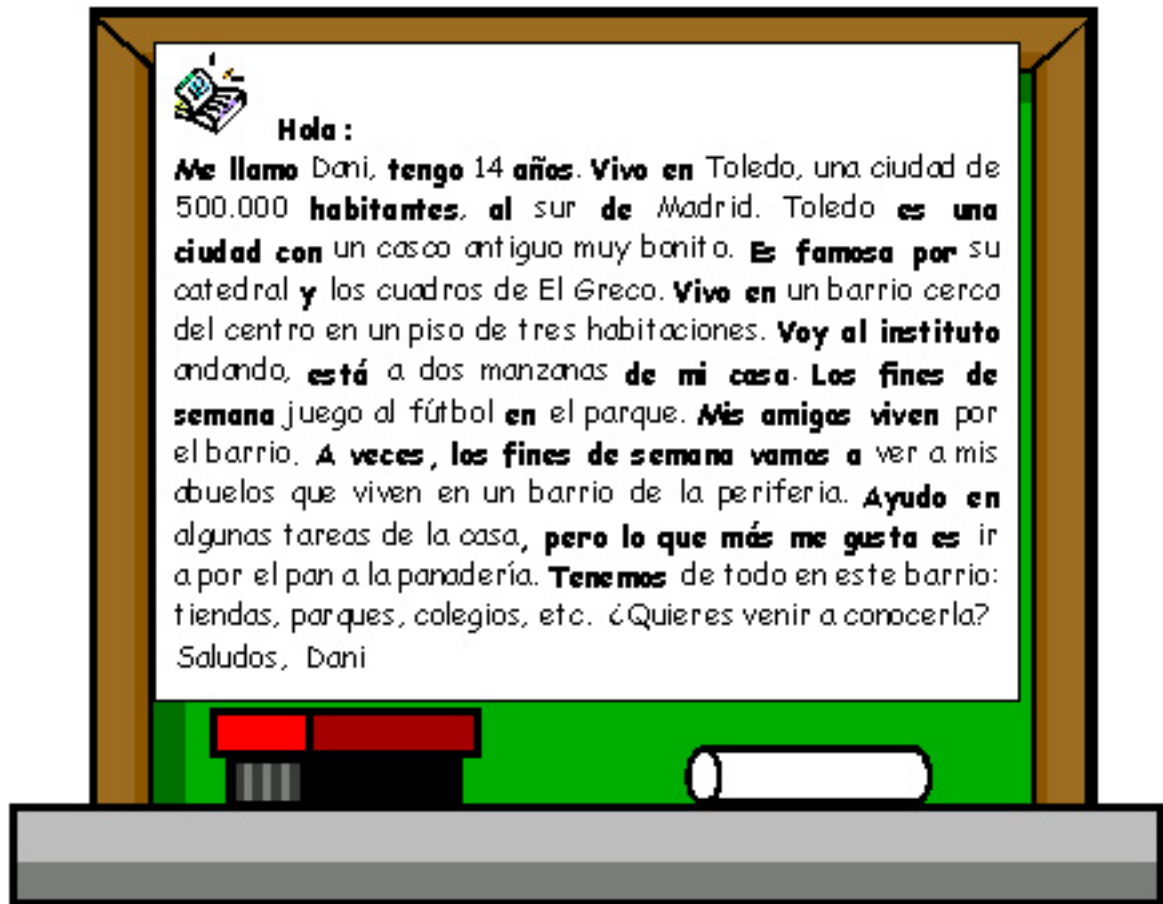 Hola:
Me llamo Dani, tengo 14 años. Vivo en Toledo, una ciudad de
500.000 habitantes, al sur de Madrid. Toledo es una
ciudad con un casco antiguo muy bonito. Es famosa por su
catedral y los cuadros de El Greco. Vivo en un barrio cerca
del centro en un piso de tres habitaciones. Voy al instituto
andando, está a dos manzanas de mi casa. Los fines de
semana juego al fútbol en el parque. Mis amigos viven por
el barrio. A veces, los fines de semana vamos a ver a mis
abuelos que viven en un barrio de la periferia. Ayudo en
algunas tareas de la casa, pero lo que más me gusta es ir
a por el pan a la panadería. Tenemos de todo en este barrio:
tiendas, parques, colegios, etc. ¿Quieres venir a conocerla?
Saludos, Dani